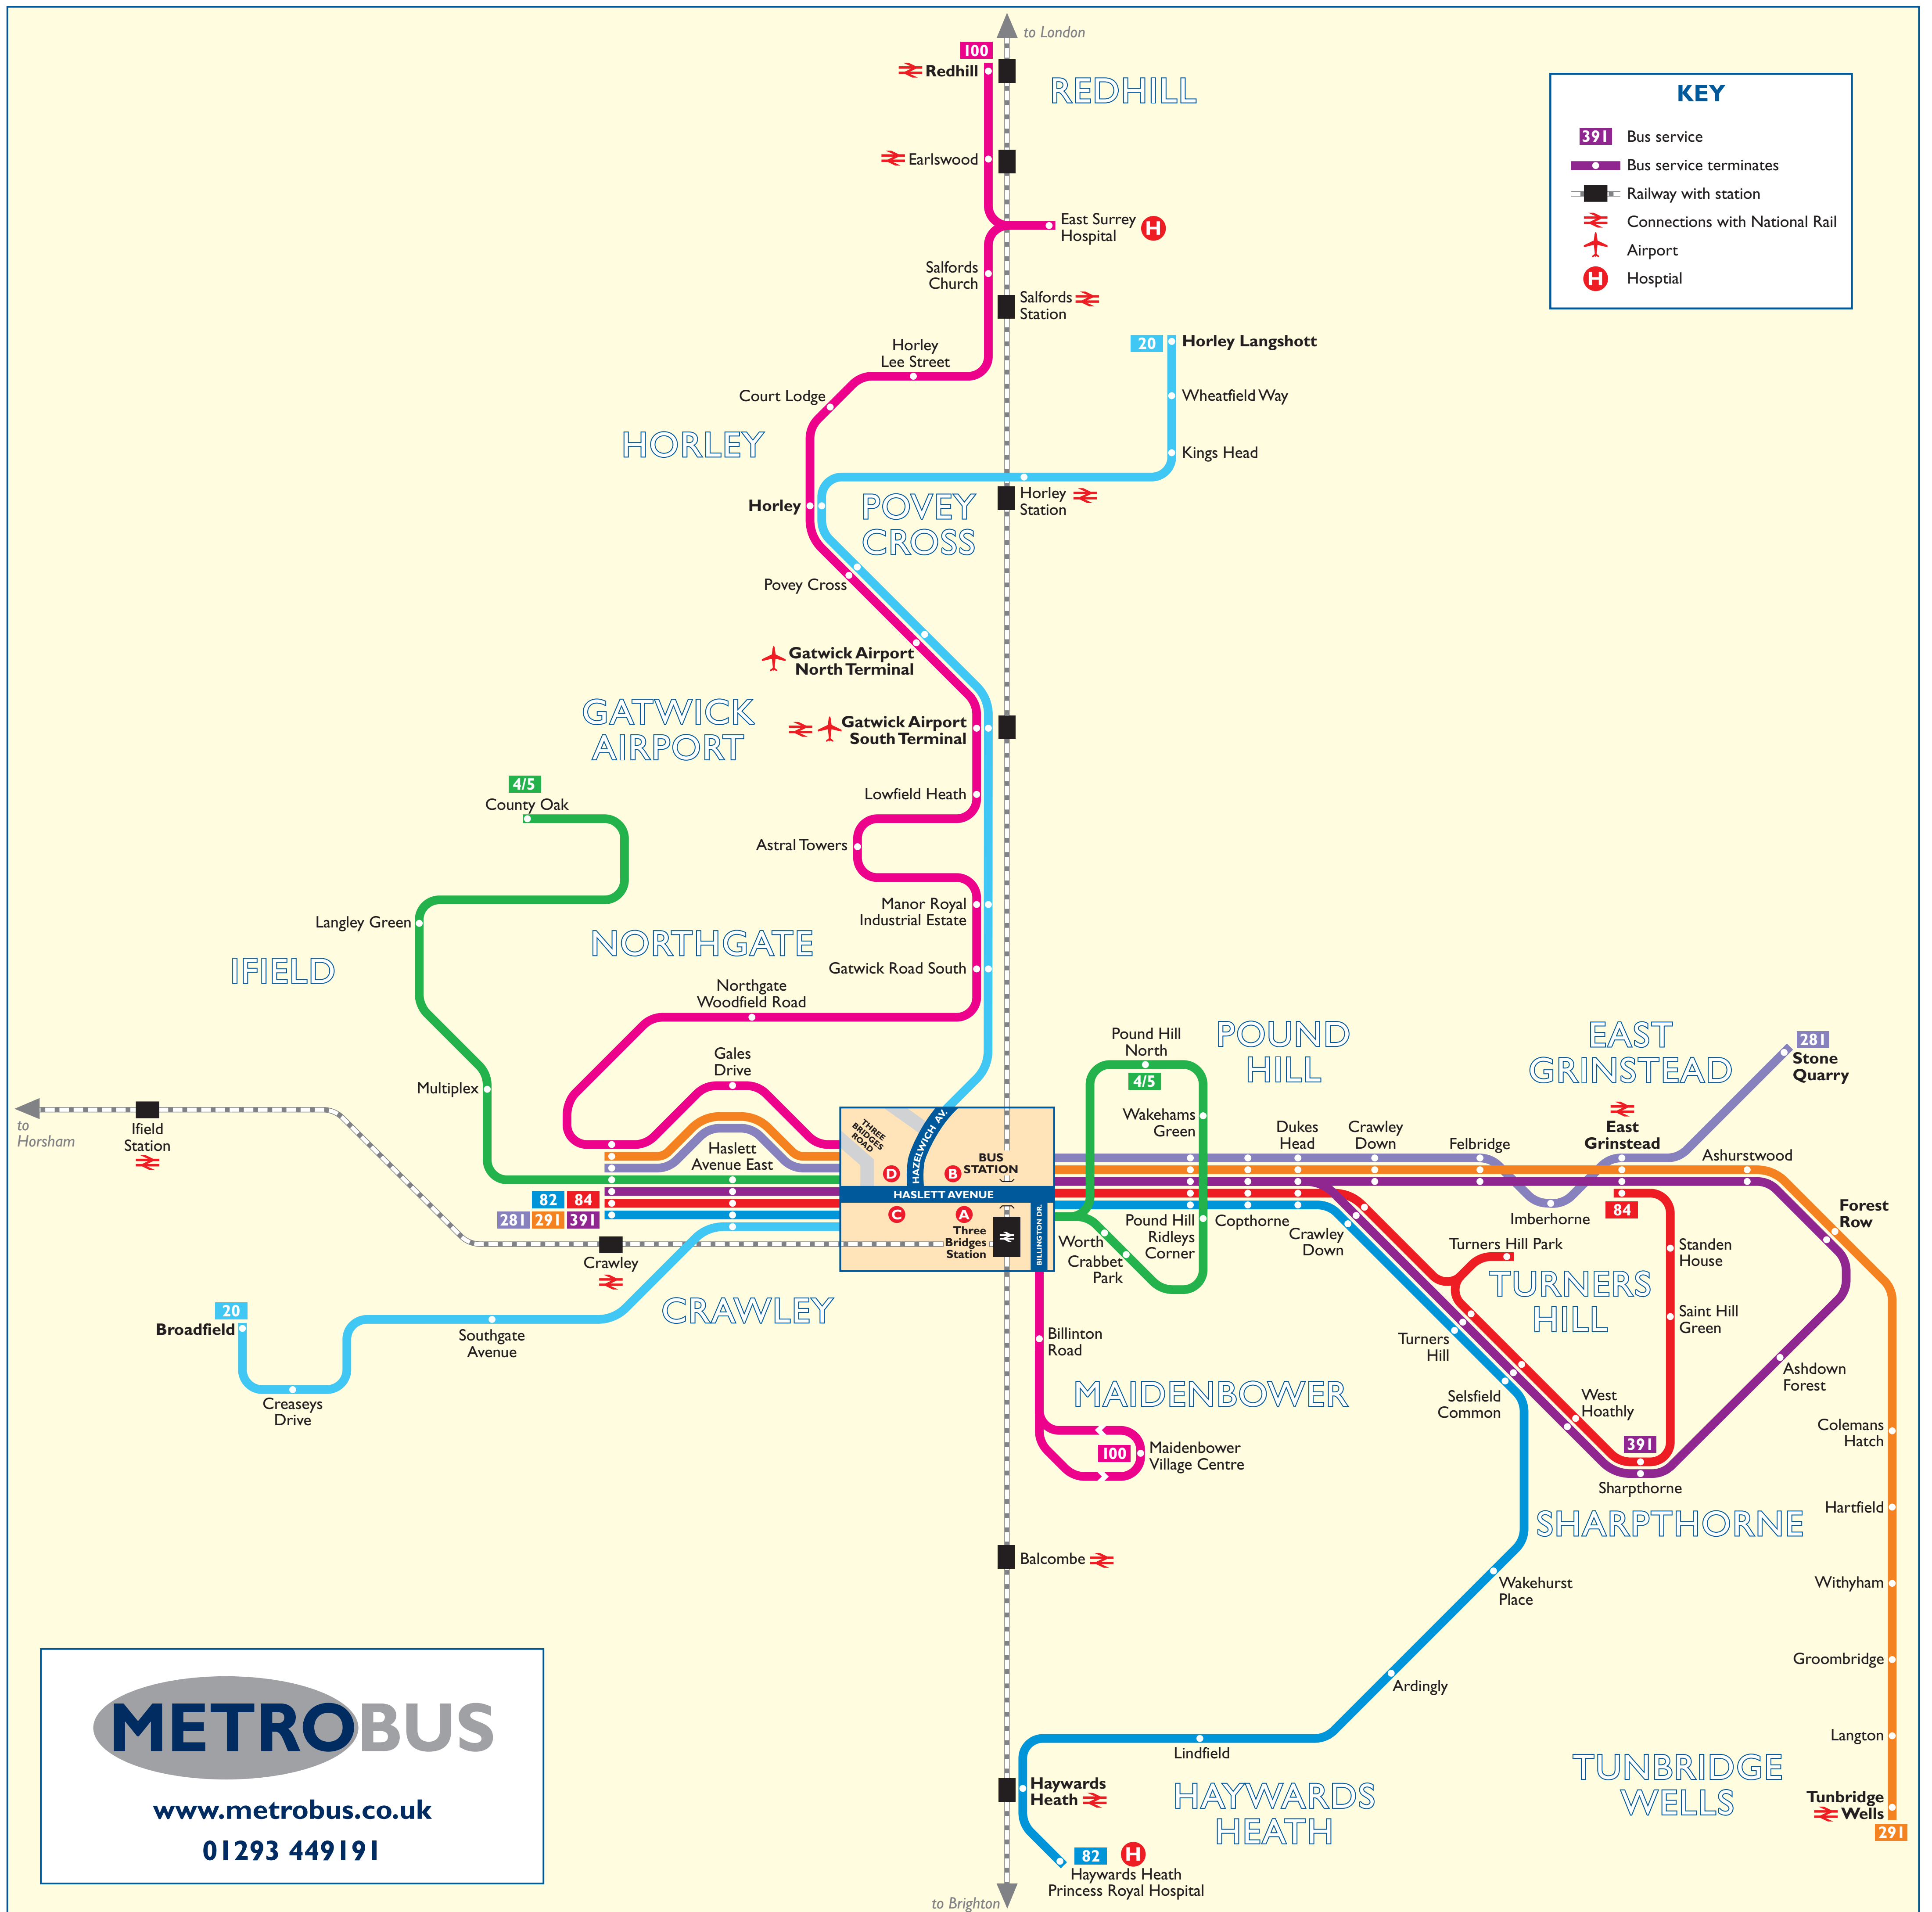 to London
100
Redhill
REDHILL
KEY
391 Bus service
Bus service terminates
Railway with station
Connections with National Rail
Airport
H Hosptial
Earlswood
East Surrey
Hospital
H
Salfords
Church
Salfords
Station
Horley
Lee Street
20
Horley Langshott
Court Lodge
Wheatfield Way
HORLEY
Kings Head
Horley
POVEY
CROSS
Horley
Station
Povey Cross
Gatwick Airport
North Terminal
GATWICK
AIRPORT
Gatwick Airport
South Terminal
4/5
County Oak
Lowfield Heath
Astral Towers
Langley Green
Manor Royal
Industrial Estate
NORTHGATE
IFIELD
Gatwick Road South
Northgate
Woodfield Road
Pound Hill
North
4/5
POUND
HILL
EAST
GRINSTEAD
281
Stone
Quarry
Gales
Drive
Multiplex
Wakehams
Green
Dukes
Head
Crawley
Down
Felbridge
East
Grinstead
Ashurstwood
to
Horsham
Ifield
Station
Haslett
Avenue East
THREE
BRIDGES
ROAD
HAZELWICH AV.
BUS
STATION
D
B
HASLETT AVENUE
C
A
Three
Bridges
Station
BILLINGTON DR.
82 84
281 291 391
Crawley
Worth
Crabbet
Park
Pound Hill
Ridleys
Corner
Copthorne
Crawley
Down
Imberhorne
84
Forest
Row
Turners Hill Park
Standen
House
TURNERS
HILL
20
Broadfield
CRAWLEY
Southgate
Avenue
Billinton
Road
Turners
Hill
Saint Hill
Green
Creaseys
Drive
MAIDENBOWER
Selsfield
Common
West
Hoathly
Ashdown
Forest
Colemans
Hatch
100
Maidenbower
Village Centre
391
Sharpthorne
Hartfield
SHARPTHORNE
Balcombe
Wakehurst
Place
Withyham
Groombridge
Ardingly
Langton
METROBUS
www.metrobus.co.uk
01293 449191
Lindfield
Haywards
Heath
HAYWARDS
HEATH
TUNBRIDGE
WELLS
Tunbridge
Wells
291
82
H
Haywards Heath
Princess Royal Hospital
to Brighton